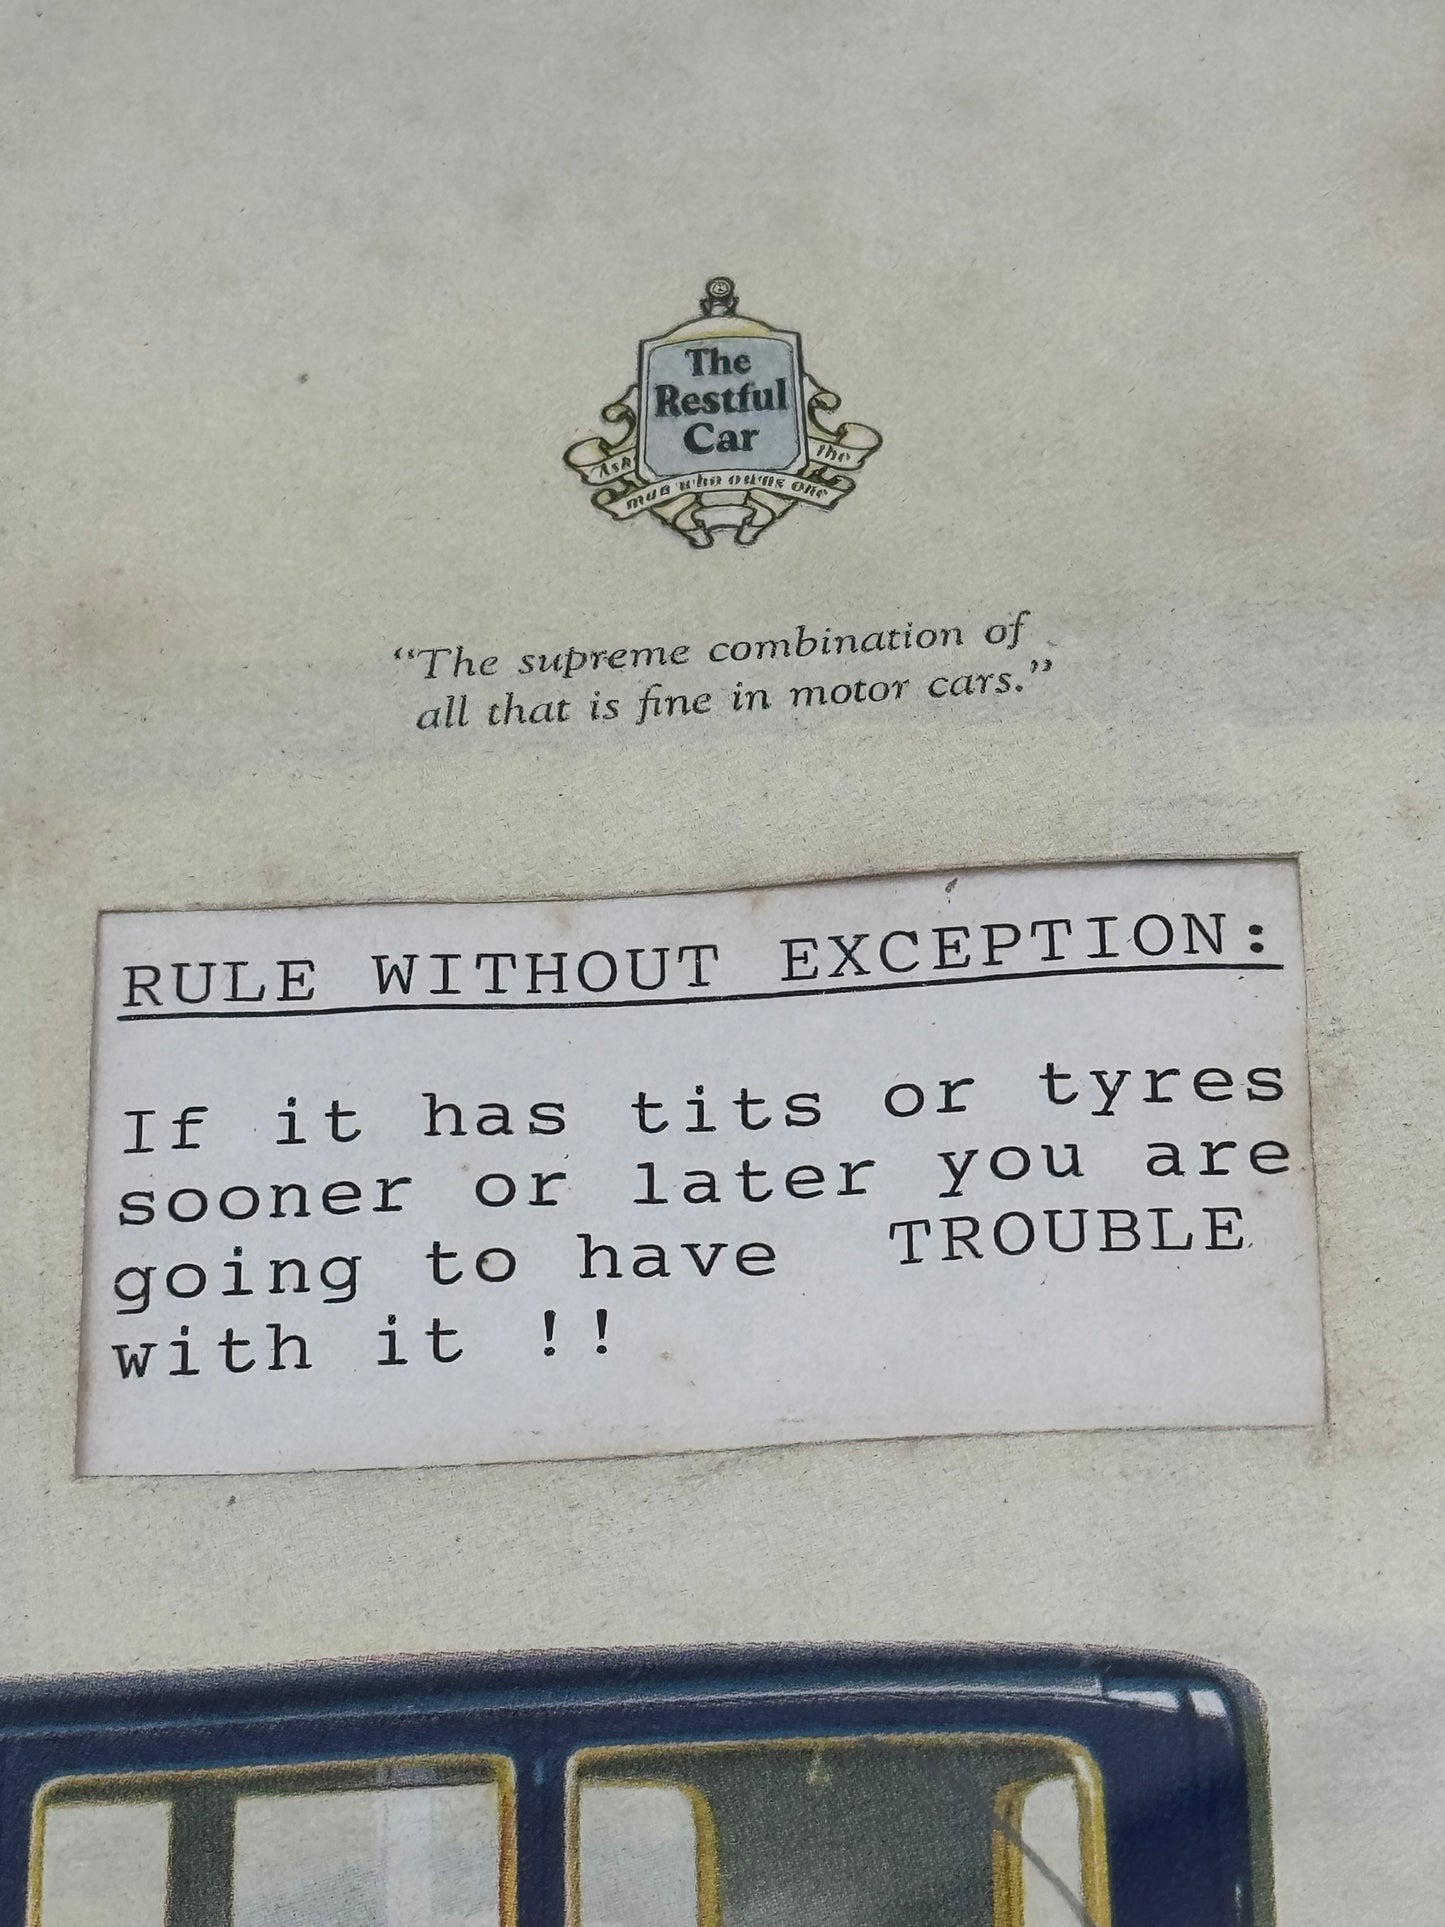 The
Restful
Car
Ask the
man who owns one
“The supreme combination of
all that is fine in motor cars.”
RULE WITHOUT EXCEPTION:
If it has tits or tyres
sooner or later you are
going to have TROUBLE
with it !!